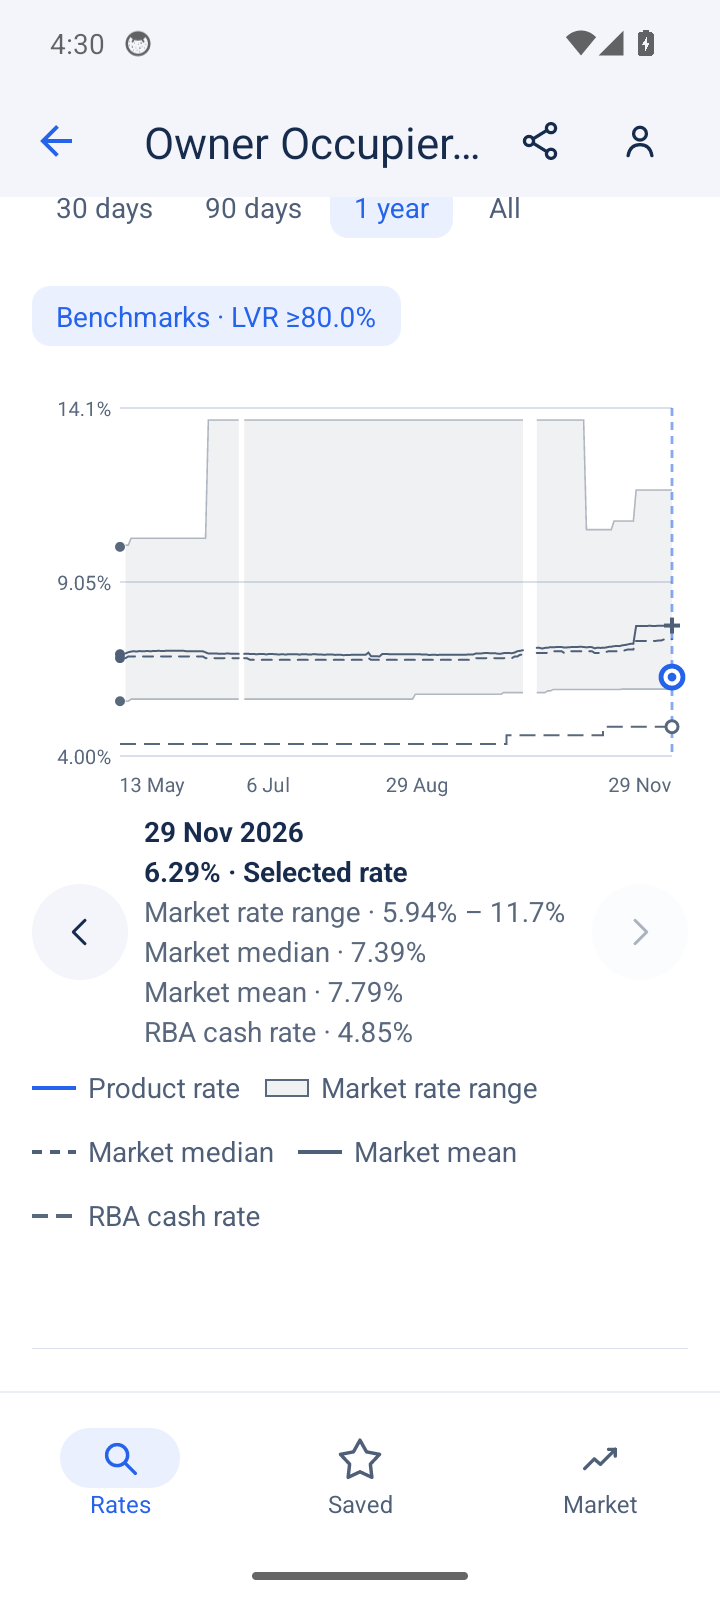 4:30
Owner Occupier...
30 days 90 days 1 year All
Benchmarks · LVR ≥80.0%
14.1%
9.05%
4.00%
13 May 6 Jul 29 Aug 29 Nov
29 Nov 2026
6.29% · Selected rate
Market rate range · 5.94% – 11.7%
Market median · 7.39%
Market mean · 7.79%
RBA cash rate · 4.85%
Product rate Market rate range
Market median Market mean
RBA cash rate
Rates Saved Market